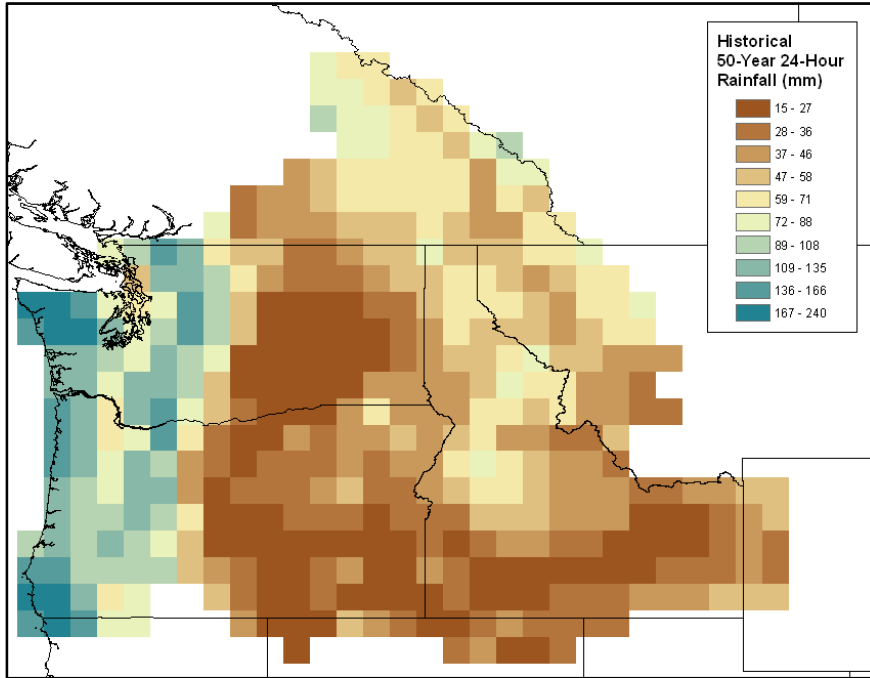 Historical
50-Year 24-Hour
Rainfall (mm)
15 - 27
28 - 36
37 - 46
47 - 58
59 - 71
72 - 88
89 - 108
109 - 135
136 - 166
167 - 240